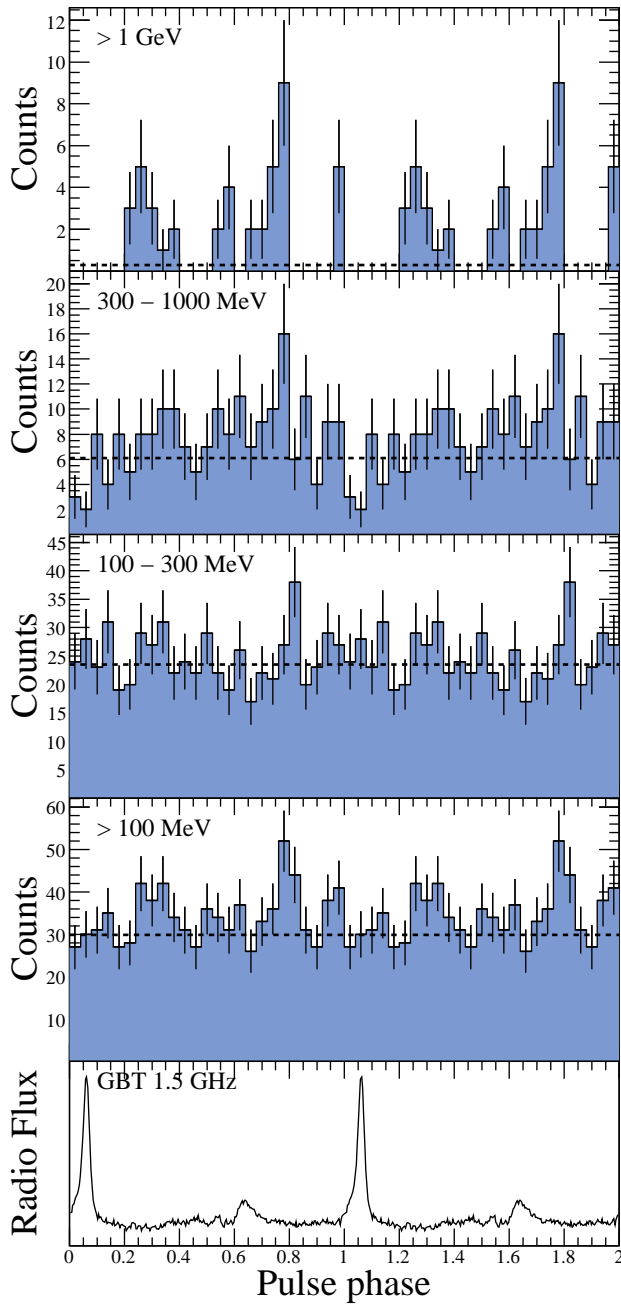 > 1 GeV
12
10
8
6
4
2
Counts
300 – 1000 MeV
20
18
16
14
12
10
8
6
4
2
Counts
100 – 300 MeV
45
40
35
30
25
20
15
10
5
Counts
> 100 MeV
60
50
40
30
20
10
Counts
GBT 1.5 GHz
Radio Flux
0 0.2 0.4 0.6 0.8 1 1.2 1.4 1.6 1.8 2
Pulse phase